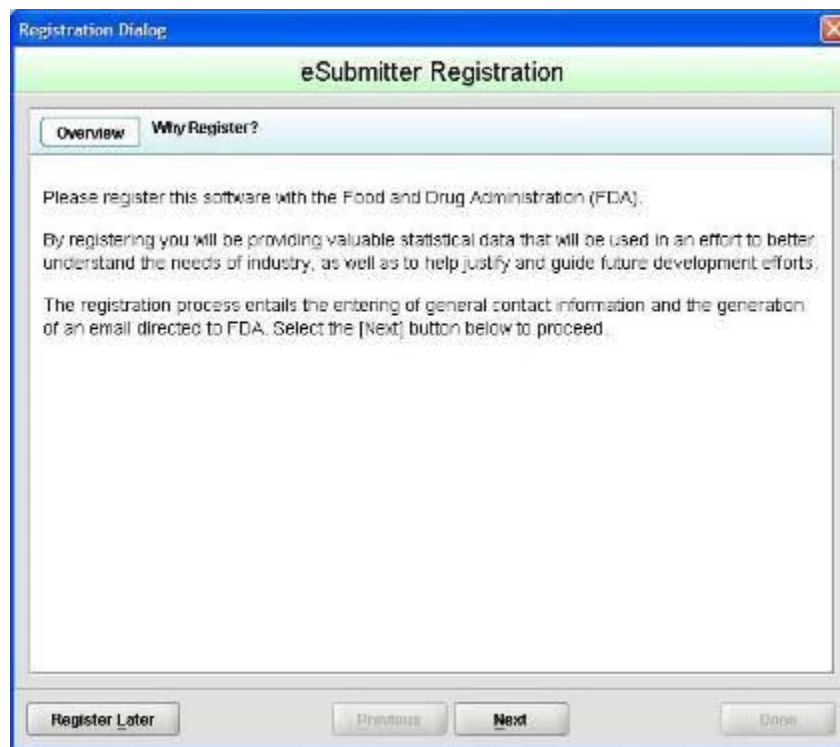 Registration Dialog
eSubmitter Registration
Overview Why Register?
Please register this software with the Food and Drug Administration (FDA).
By registering you will be providing valuable statistical data that will be used in an effort to better
understand the needs of industry, as well as to help justify and guide future development efforts.
The registration process entails the entering of general contact information and the generation
of an email directed to FDA. Select the [Next] button below to proceed.
Register Later Previous Next Done